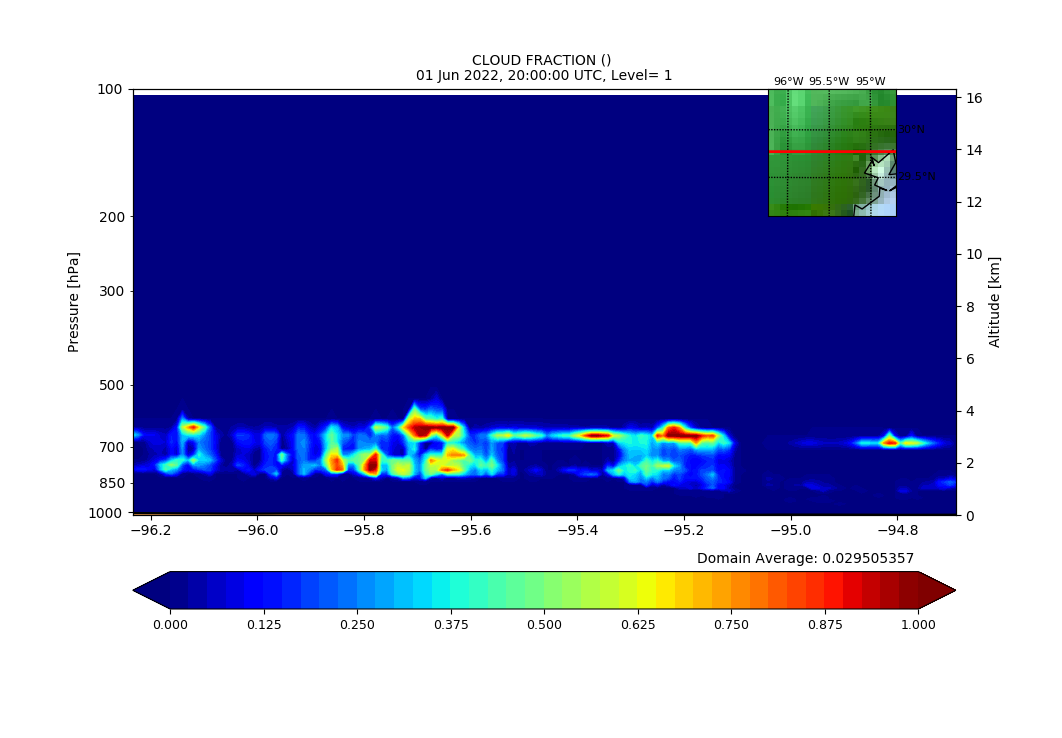 CLOUD FRACTION ()
01 Jun 2022, 20:00:00 UTC, Level= 1
96°W 95.5°W 95°W
30°N
29.5°N
Pressure [hPa]
100
200
300
500
700
850
1000
Altitude [km]
16
14
12
10
8
6
4
2
0
−96.2 −96.0 −95.8 −95.6 −95.4 −95.2 −95.0 −94.8
Domain Average: 0.029505357
0.000 0.125 0.250 0.375 0.500 0.625 0.750 0.875 1.000